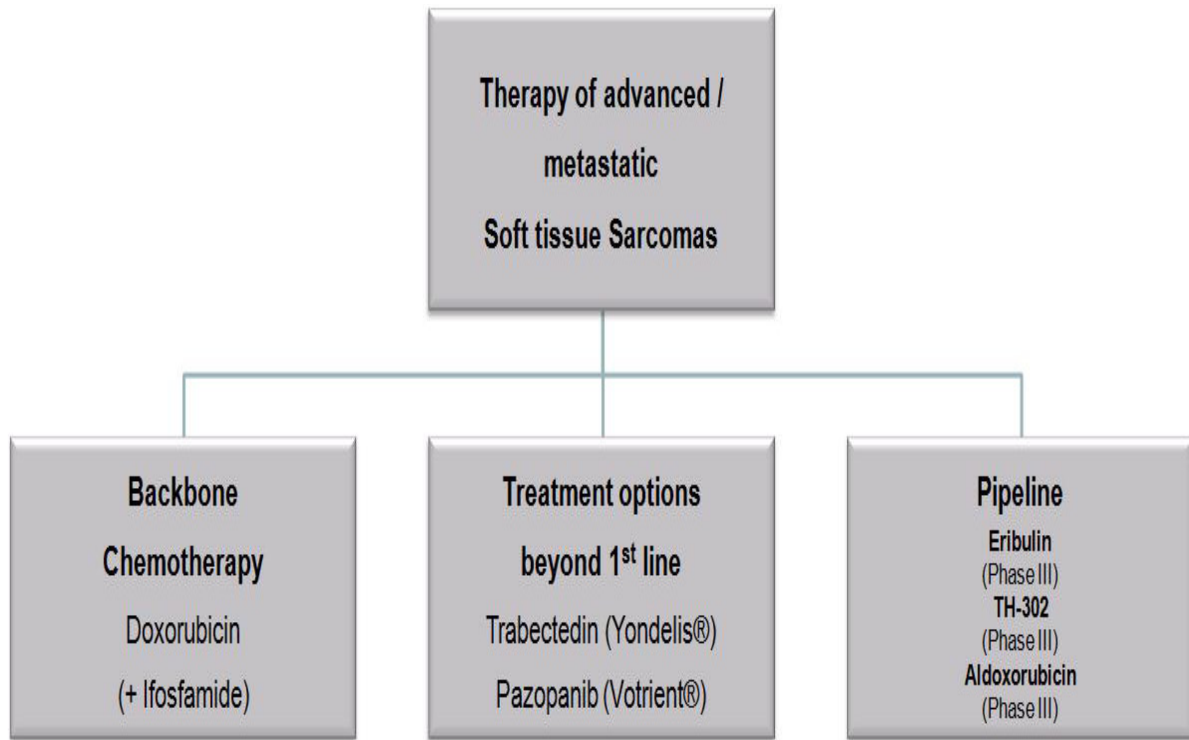 Therapy of advanced /
metastatic
Soft tissue Sarcomas
Backbone
Chemotherapy
Doxorubicin
(+ Ifosfamide)
Treatment options
beyond 1st line
Trabectedin (Yondelis®)
Pazopanib (Votrient®)
Pipeline
Eribulin
(Phase III)
TH-302
(Phase III)
Aldoxorubicin
(Phase III)